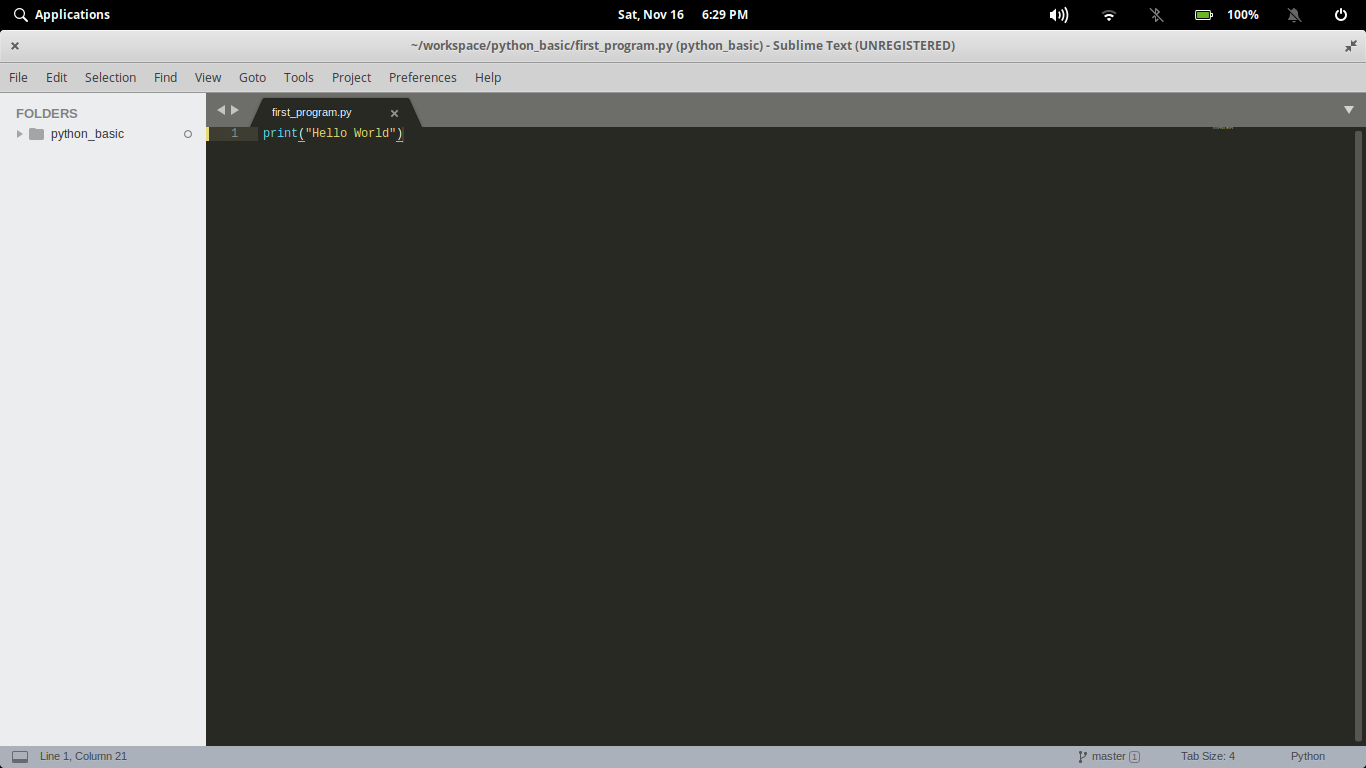 Applications Sat, Nov 16 6:29 PM 100%
~/workspace/python_basic/first_program.py (python_basic) - Sublime Text (UNREGISTERED)
File Edit Selection Find View Goto Tools Project Preferences Help
FOLDERS
python_basic
first_program.py
1 print("Hello World")
Line 1, Column 21 master 1 Tab Size: 4 Python